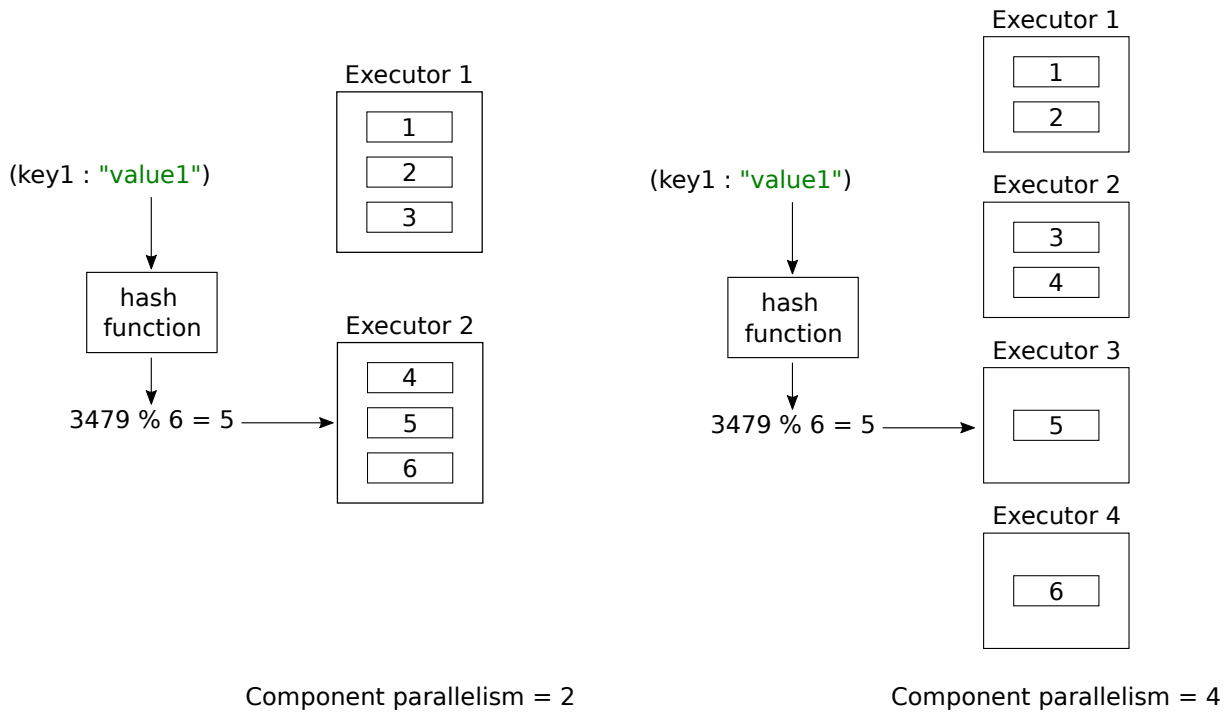 Executor 1
1
2
3
(key1 : "value1")
hash
function
3479 % 6 = 5
Executor 2
4
5
6
Component parallelism = 2
Executor 1
1
2
(key1 : "value1")
Executor 2
3
4
hash
function
3479 % 6 = 5
Executor 3
5
Executor 4
6
Component parallelism = 4